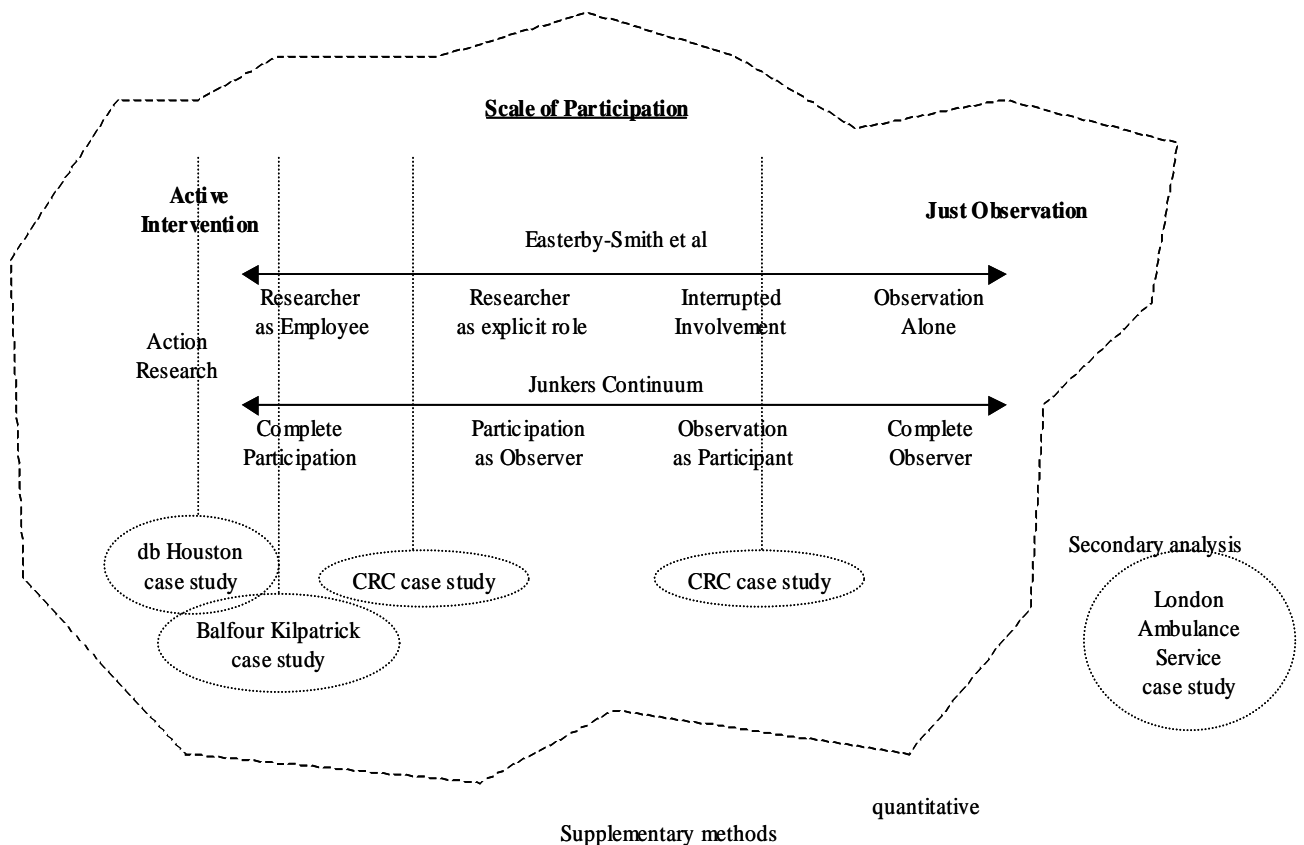 Scale of Participation
Active
Intervention
Just Observation
Easterby-Smith et al
Researcher
as Employee
Researcher
as explicit role
Interrupted
Involvement
Observation
Alone
Action
Research
Junkers Continuum
Complete
Participation
Participation
as Observer
Observation
as Participant
Complete
Observer
db Houston
case study
CRC case study
CRC case study
Balfour Kilpatrick
case study
Secondary analysis
London
Ambulance
Service
case study
quantitative
Supplementary methods